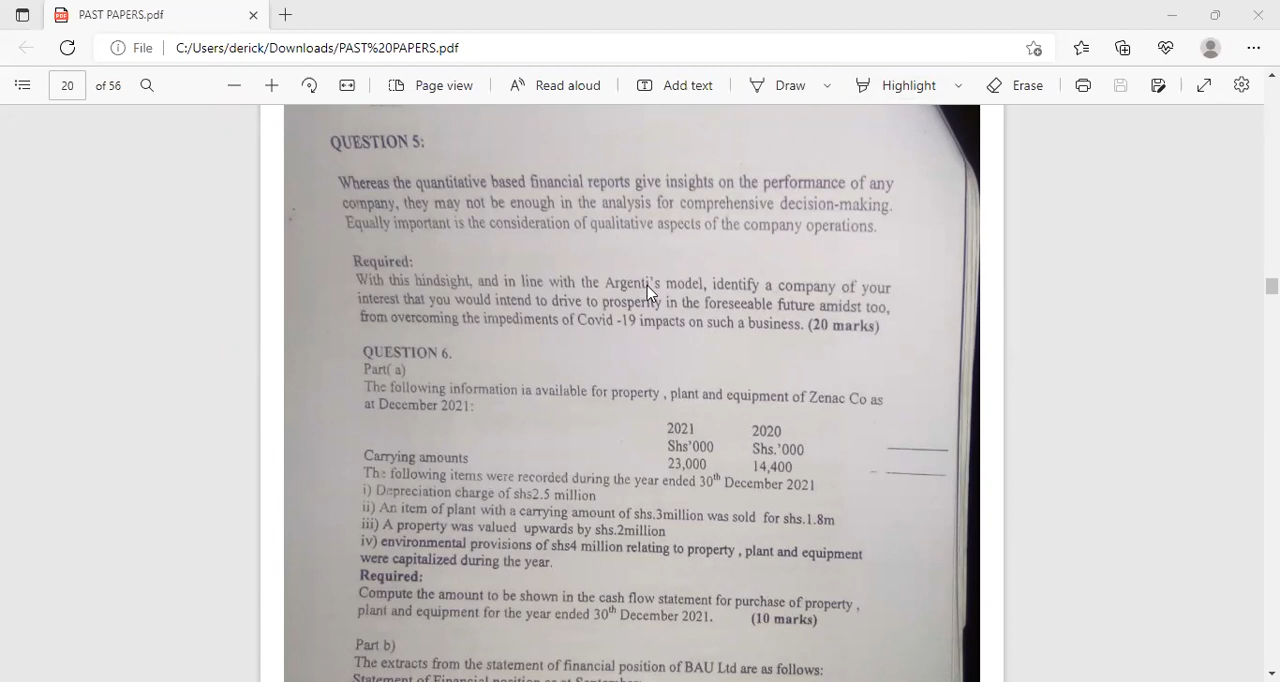 PAST PAPERS.pdf
File
C:/Users/derick/Downloads/PAST%20PAPERS.pdf
20 of 56
Page view
Read aloud
Add text
Draw
Highlight
Erase
QUESTION 5:
Whereas the quantitative based financial reports give insights on the performance of any
company, they may not be enough in the analysis for comprehensive decision-making.
Equally important is the consideration of qualitative aspects of the company operations.
Required:
With this hindsight, and in line with the Argenti's model, identify a company of your
interest that you would intend to drive to prosperity in the foreseeable future amidst too,
from overcoming the impediments of Covid -19 impacts on such a business. (20 marks)
QUESTION 6.
Part( a)
The following information ia available for property , plant and equipment of Zenac Co as
at December 2021:
2021 2020
Shs'000 Shs.'000
Carrying amounts 23,000 14,400
The following items were recorded during the year ended 30th December 2021
i) Depreciation charge of shs2.5 million
ii) An item of plant with a carrying amount of shs.3million was sold for shs.1.8m
iii) A property was valued upwards by shs.2million
iv) environmental provisions of shs4 million relating to property , plant and equipment
were capitalized during the year.
Required:
Compute the amount to be shown in the cash flow statement for purchase of property ,
plant and equipment for the year ended 30th December 2021. (10 marks)
Part b)
The extracts from the statement of financial position of BAU Ltd are as follows:
Statement of Financial position as at